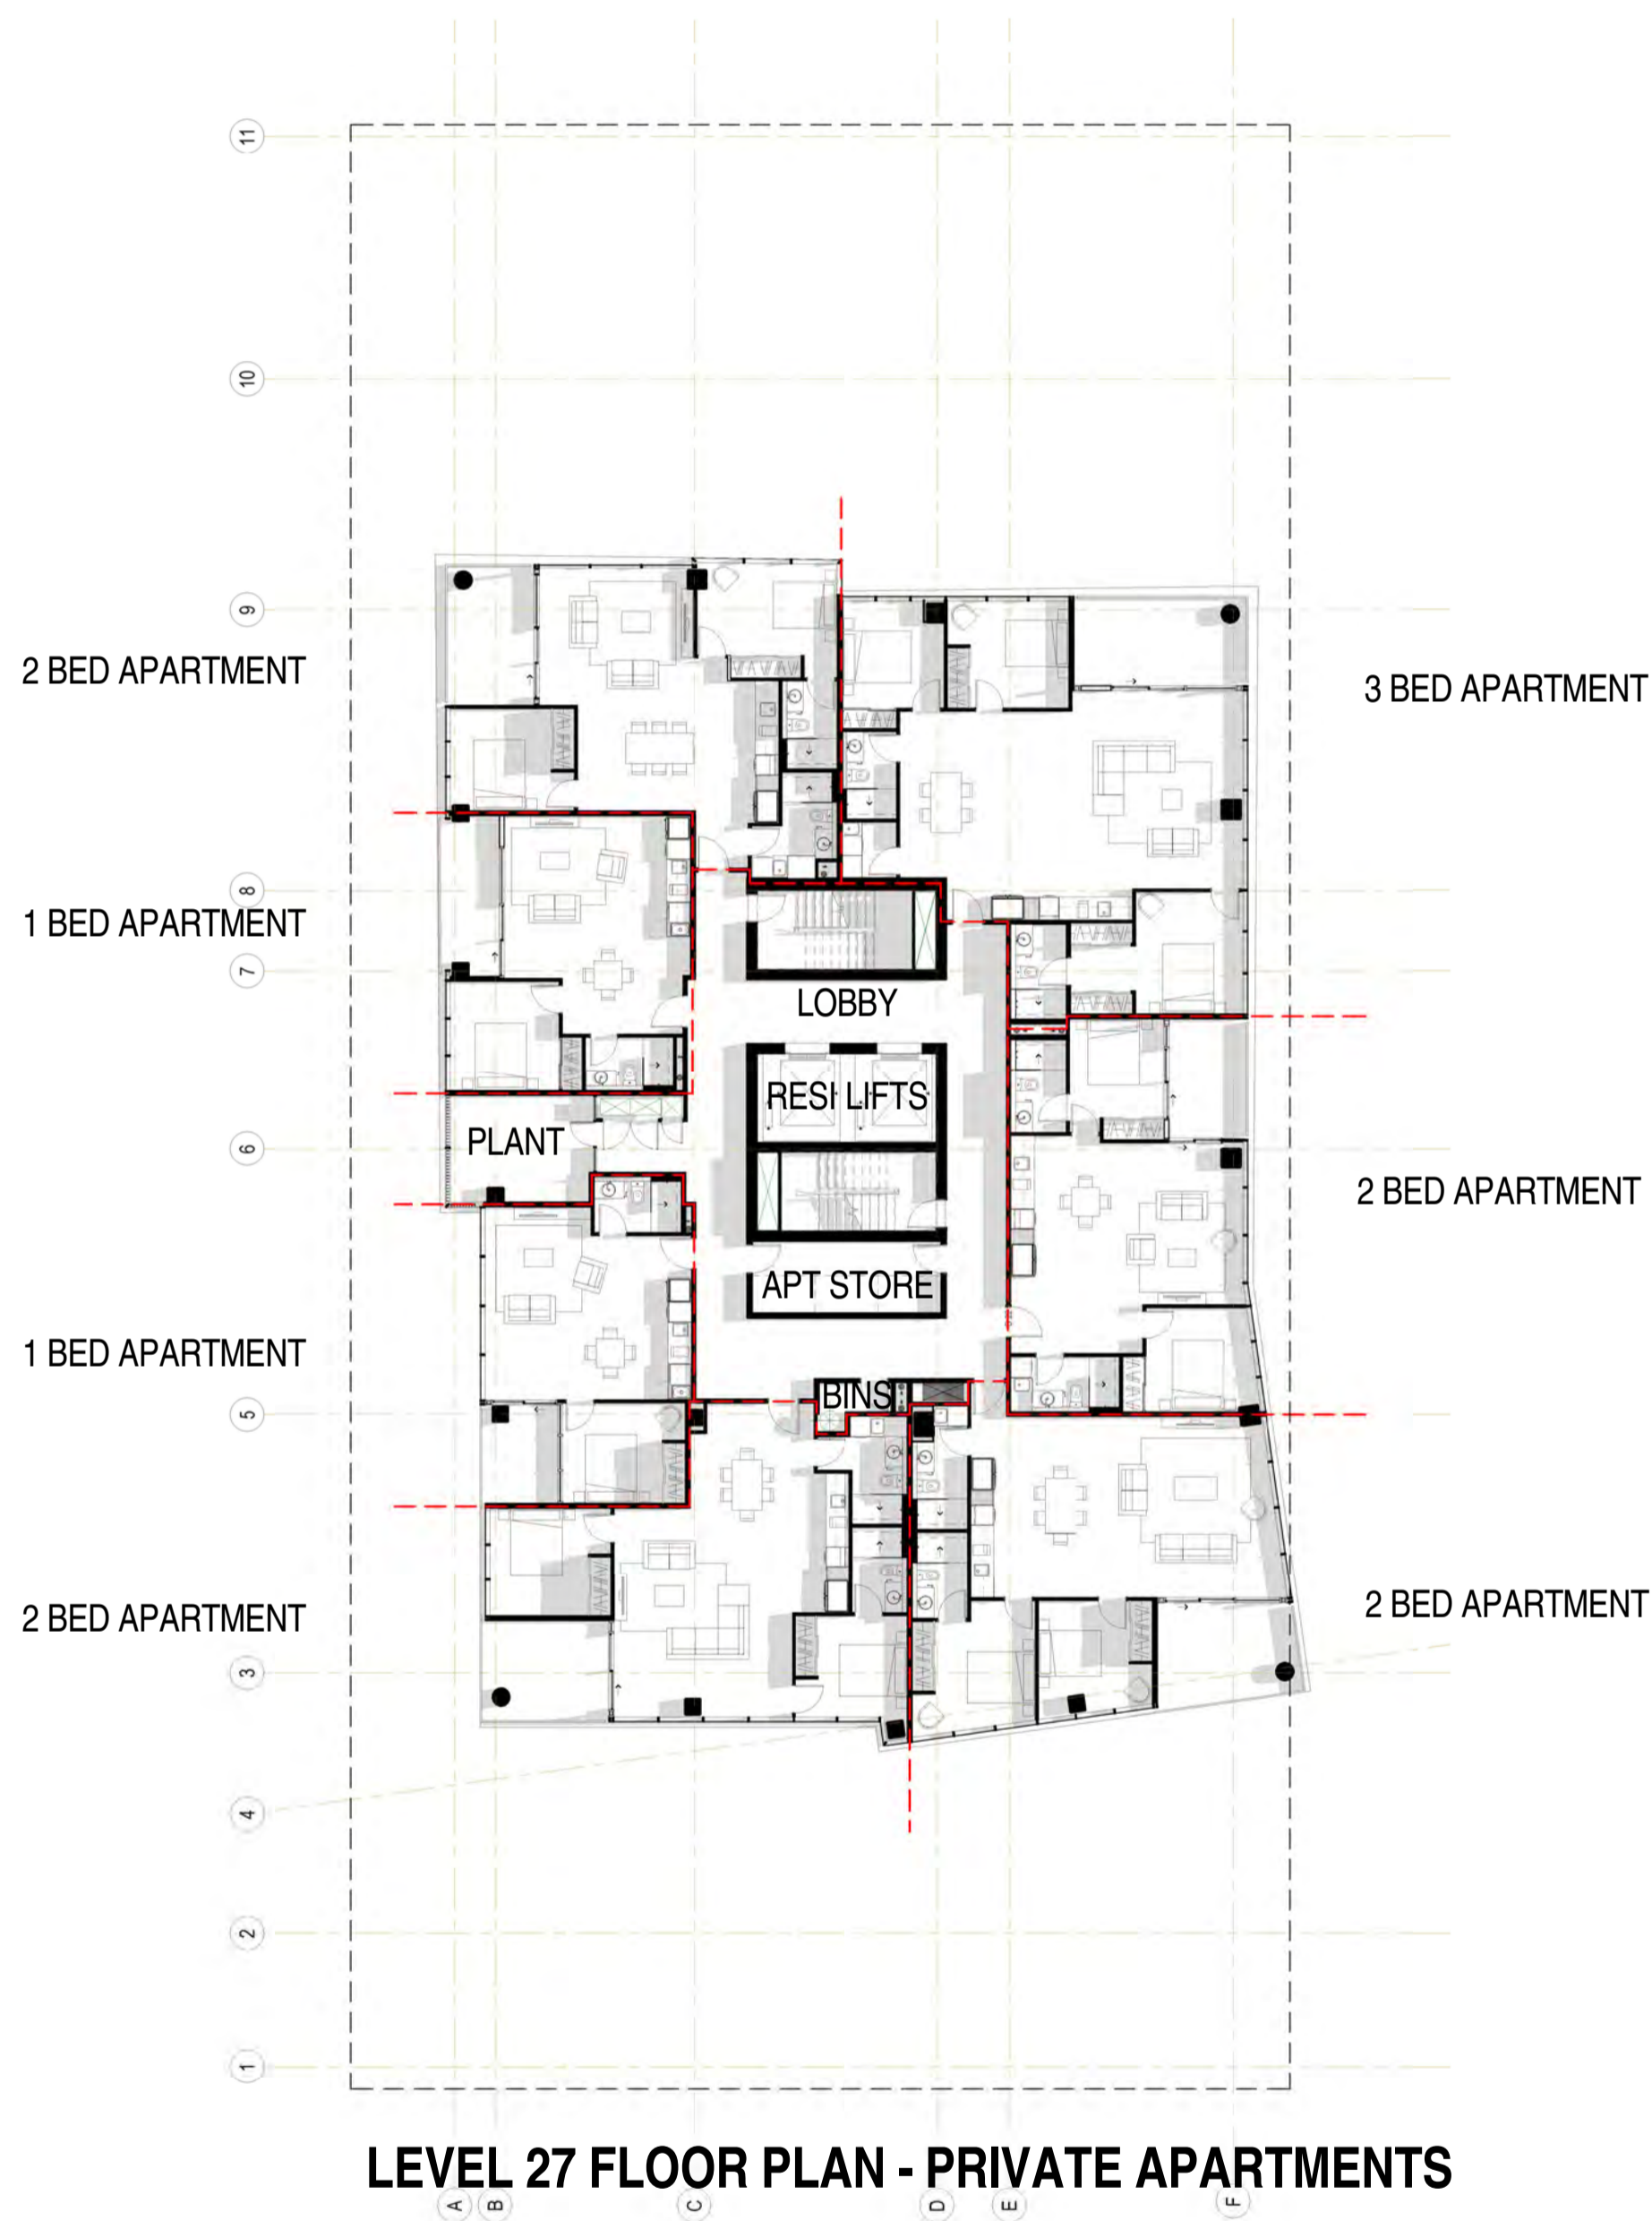 11
10
9
2 BED APARTMENT
3 BED APARTMENT
8
1 BED APARTMENT
7
LOBBY
RESI LIFTS
6
PLANT
2 BED APARTMENT
APT STORE
1 BED APARTMENT
BINS
5
2 BED APARTMENT
2 BED APARTMENT
3
4
2
1
LEVEL 27 FLOOR PLAN - PRIVATE APARTMENTS
A
B
C
D
E
F